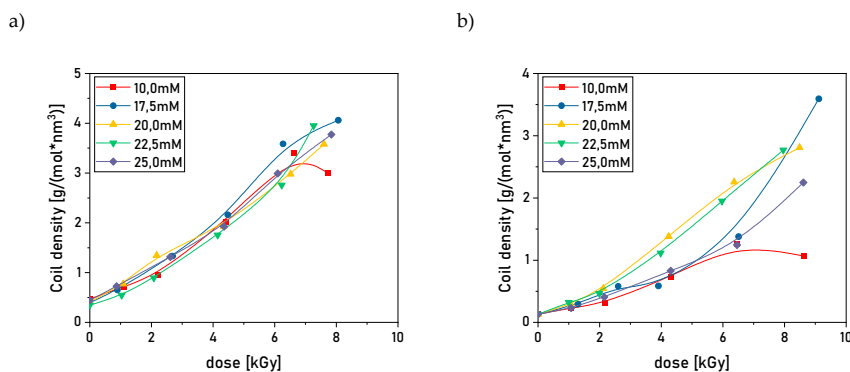 a)
b)
Coil density [g/(mol*nm³)]
5
4
3
2
1
0
0 2 4 6 8 10
dose [kGy]
10,0mM
17,5mM
20,0mM
22,5mM
25,0mM
Coil density [g/(mol*nm³)]
4
3
2
1
0
0 2 4 6 8 10
dose [kGy]
10,0mM
17,5mM
20,0mM
22,5mM
25,0mM